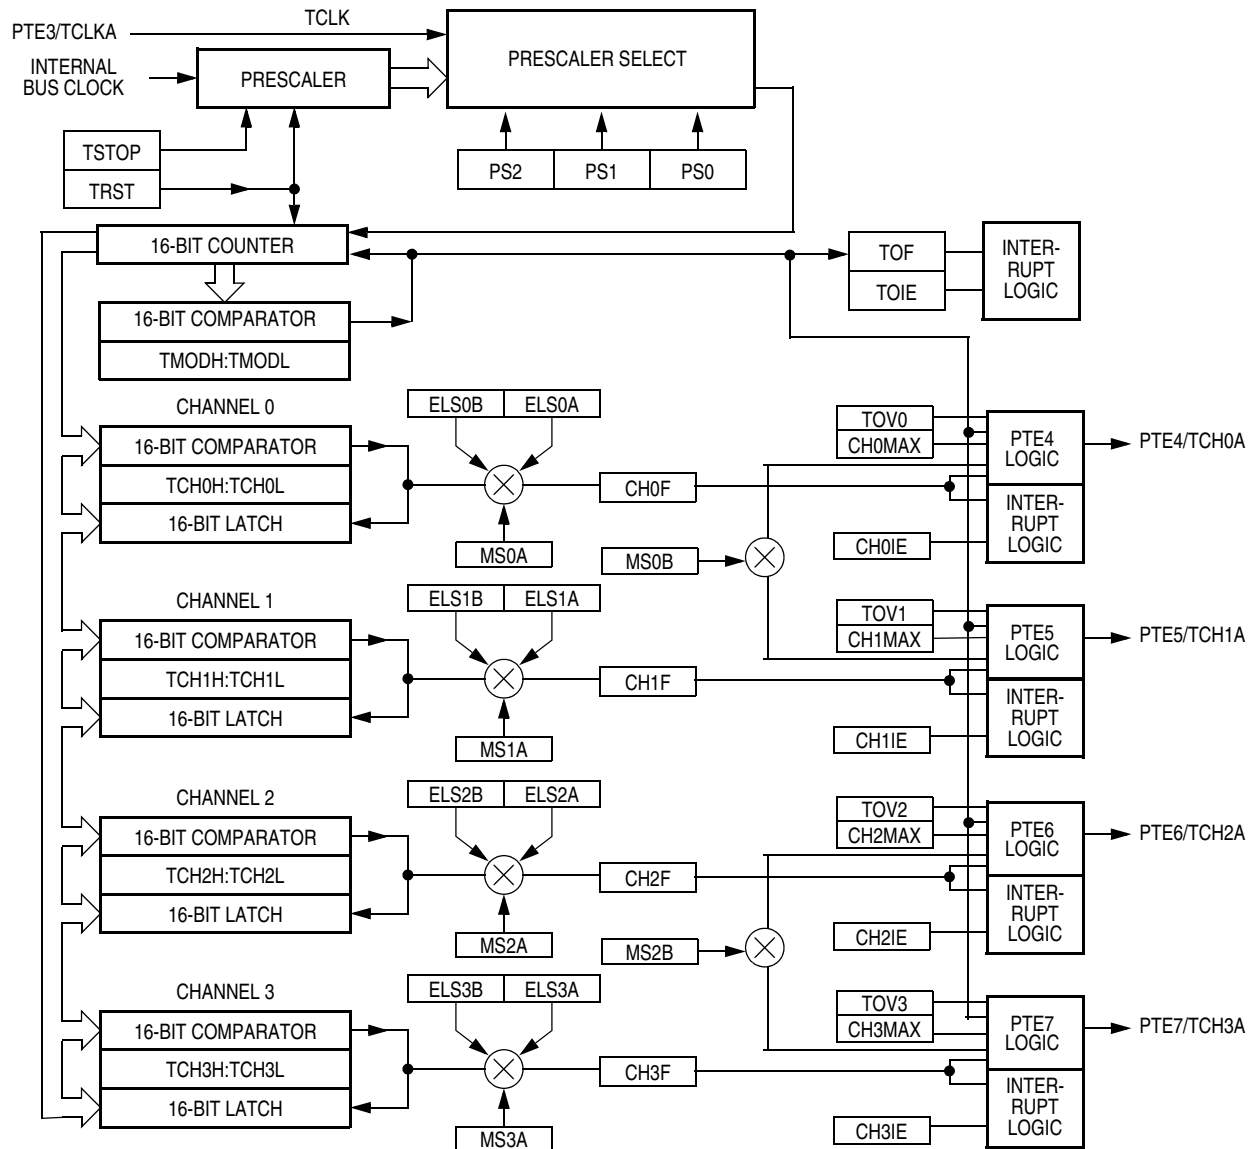 TCLK
PTE3/TCLKA
INTERNAL
BUS CLOCK
PRESCALER
PRESCALER SELECT
TSTOP
TRST
PS2
PS1
PS0
16-BIT COUNTER
16-BIT COMPARATOR
TMODH:TMODL
TOF
TOIE
INTER-
RUPT
LOGIC
CHANNEL 0
16-BIT COMPARATOR
TCH0H:TCH0L
16-BIT LATCH
ELS0B
ELS0A
MS0A
CH0F
MS0B
TOV0
CH0MAX
CH0IE
PTE4
LOGIC
INTER-
RUPT
LOGIC
PTE4/TCH0A
CHANNEL 1
16-BIT COMPARATOR
TCH1H:TCH1L
16-BIT LATCH
ELS1B
ELS1A
MS1A
CH1F
TOV1
CH1MAX
CH1IE
PTE5
LOGIC
INTER-
RUPT
LOGIC
PTE5/TCH1A
CHANNEL 2
16-BIT COMPARATOR
TCH2H:TCH2L
16-BIT LATCH
ELS2B
ELS2A
MS2A
CH2F
MS2B
TOV2
CH2MAX
CH2IE
PTE6
LOGIC
INTER-
RUPT
LOGIC
PTE6/TCH2A
CHANNEL 3
16-BIT COMPARATOR
TCH3H:TCH3L
16-BIT LATCH
ELS3B
ELS3A
MS3A
CH3F
TOV3
CH3MAX
CH3IE
PTE7
LOGIC
INTER-
RUPT
LOGIC
PTE7/TCH3A